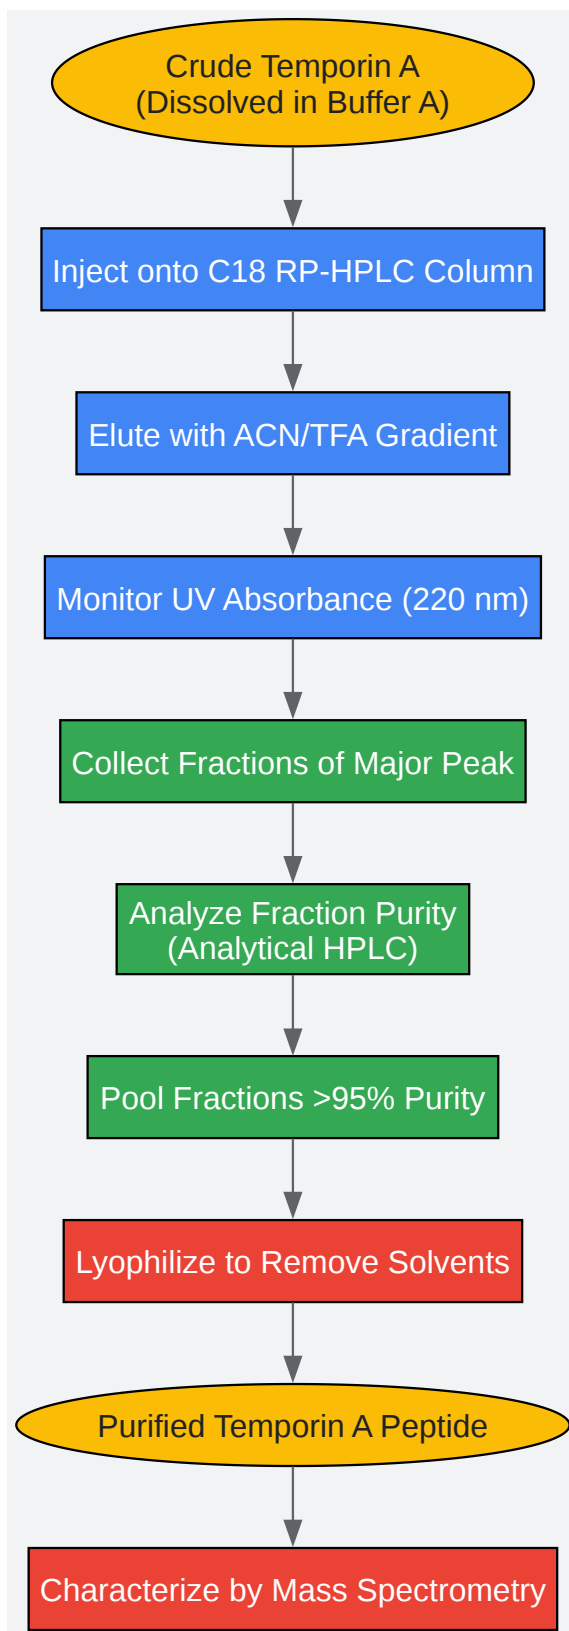 Crude Temporin A
(Dissolved in Buffer A)
Inject onto C18 RP-HPLC Column
Elute with ACN/TFA Gradient
Monitor UV Absorbance (220 nm)
Collect Fractions of Major Peak
Analyze Fraction Purity
(Analytical HPLC)
Pool Fractions >95% Purity
Lyophilize to Remove Solvents
Purified Temporin A Peptide
Characterize by Mass Spectrometry